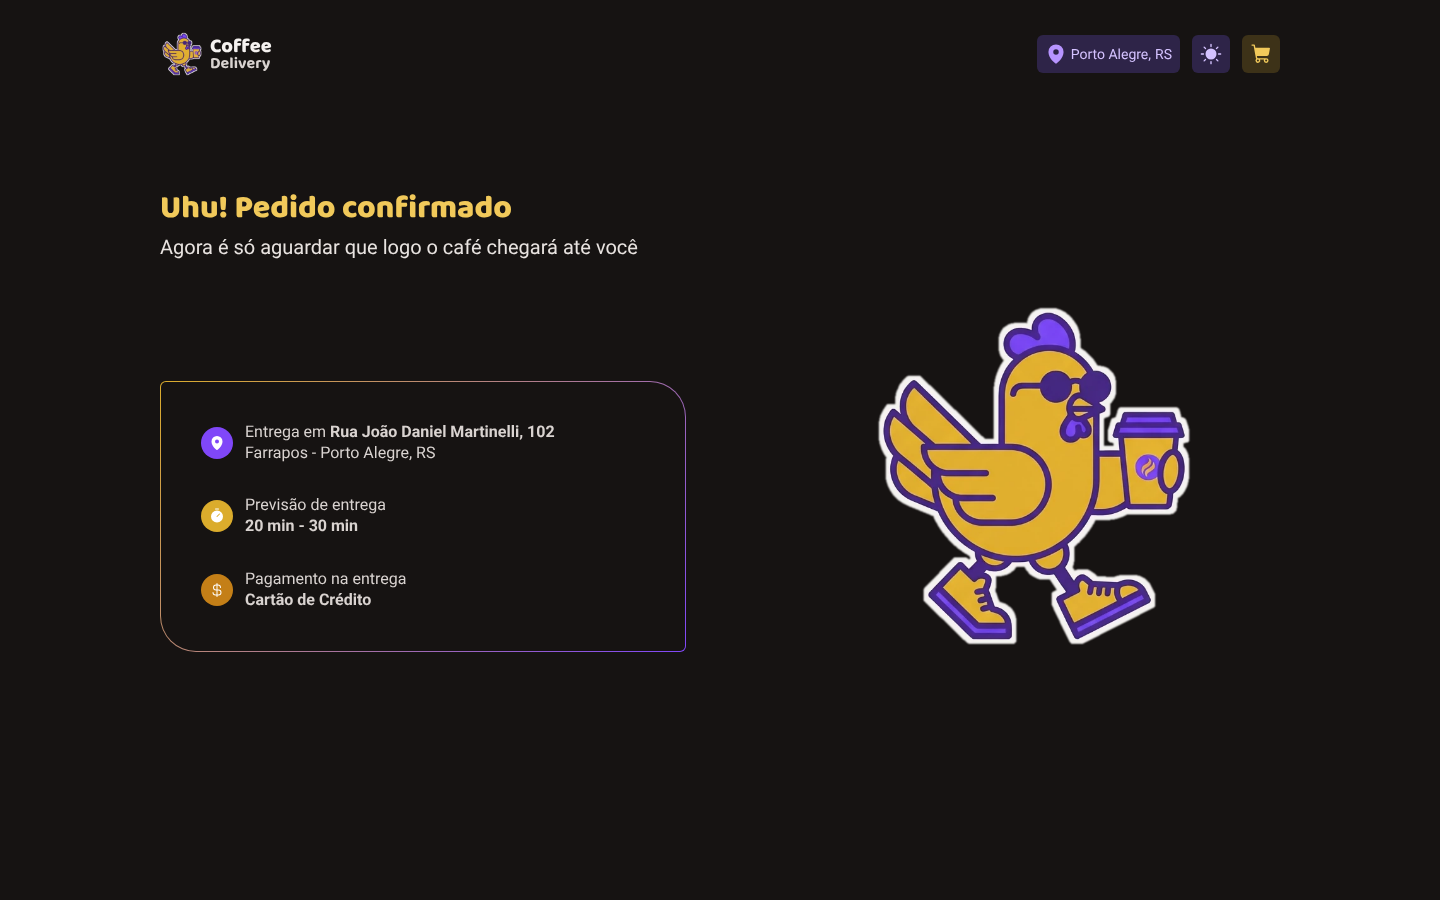 Coffee
Delivery
Porto Alegre, RS
Uhu! Pedido confirmado
Agora é só aguardar que logo o café chegará até você
Entrega em Rua João Daniel Martinelli, 102
Farrapos - Porto Alegre, RS
Previsão de entrega
20 min - 30 min
$
Pagamento na entrega
Cartão de Crédito